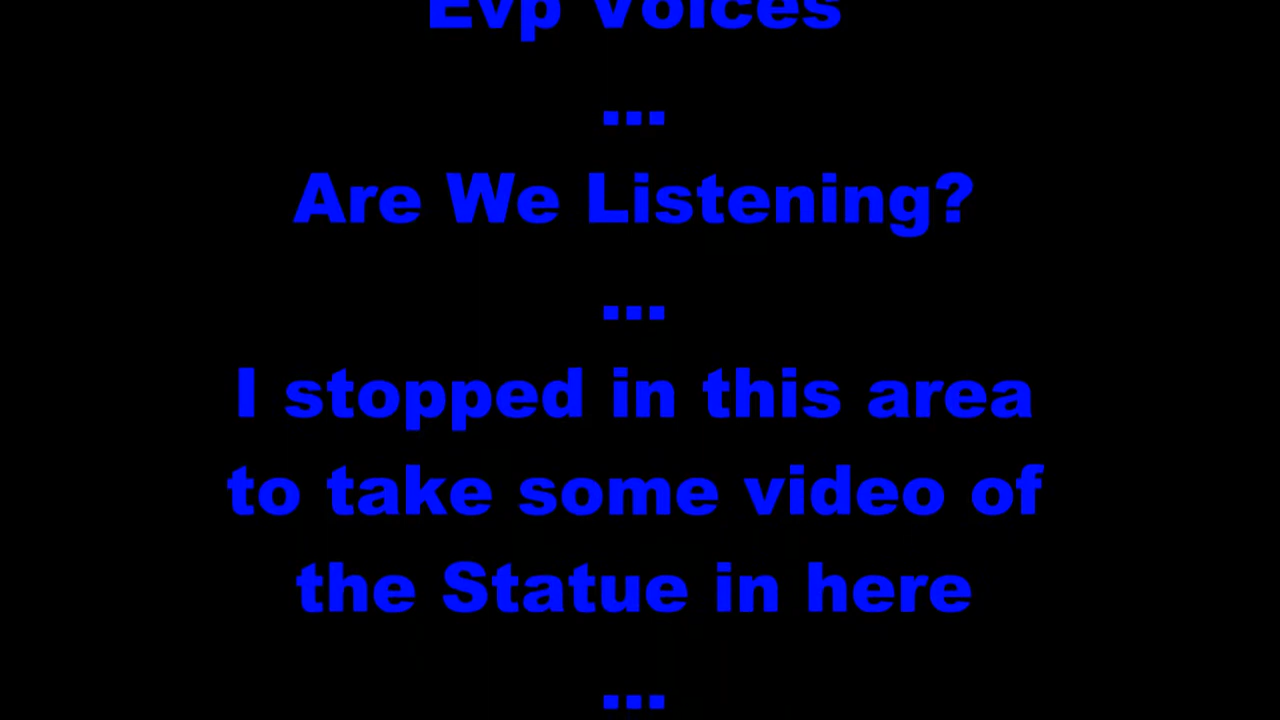 Evp Voices
...
Are We Listening?
...
I stopped in this area
to take some video of
the Statue in here
...